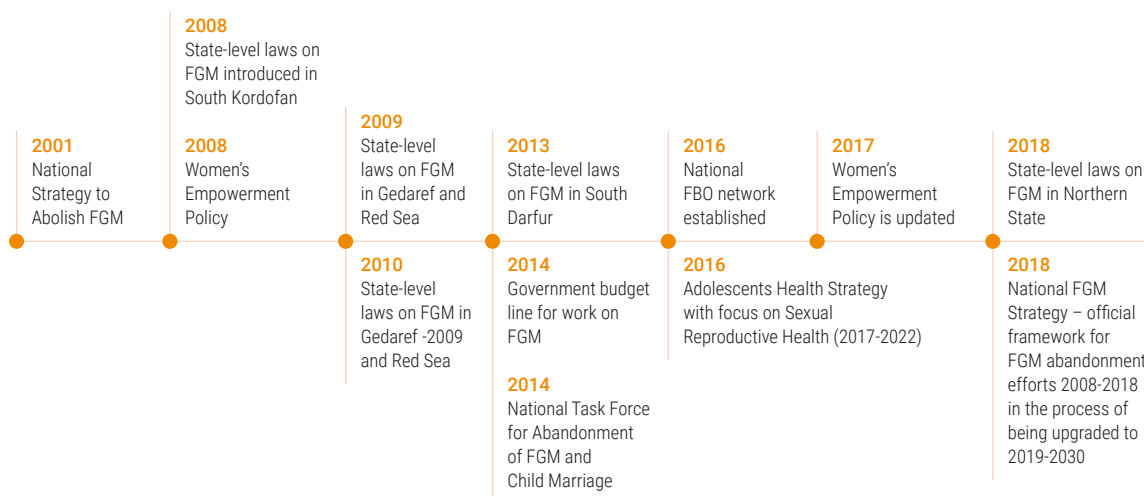 2008
State-level laws on
FGM introduced in
South Kordofan
2001
National
Strategy to
Abolish FGM
2008
Women's
Empowerment
Policy
2009
State-level
laws on FGM
in Gedaref and
Red Sea
2013
State-level laws
on FGM in South
Darfur
2016
National
FBO network
established
2017
Women's
Empowerment
Policy is updated
2018
State-level laws on
FGM in Northern
State
2010
State-level
laws on FGM in
Gedaref -2009
and Red Sea
2014
Government budget
line for work on
FGM
2014
National Task Force
for Abandonment
of FGM and
Child Marriage
2016
Adolescents Health Strategy
with focus on Sexual
Reproductive Health (2017-2022)
2018
National FGM
Strategy – official
framework for
FGM abandonment
efforts 2008-2018
in the process of
being upgraded to
2019-2030